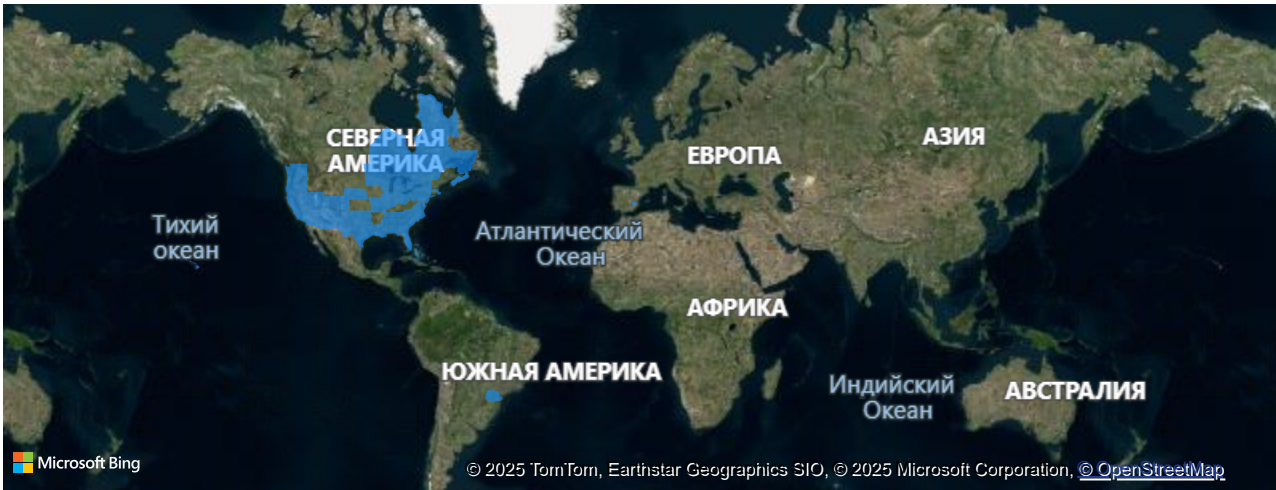 СЕВЕРНАЯ
АМЕРИКА
ЕВРОПА
АЗИЯ
Тихий
океан
Атлантический
Океан
АФРИКА
ЮЖНАЯ АМЕРИКА
Индийский
Океан
АВСТРАЛИЯ
Microsoft Bing
© 2025 TomTom, Earthstar Geographics SIO, © 2025 Microsoft Corporation, © OpenStreetMap